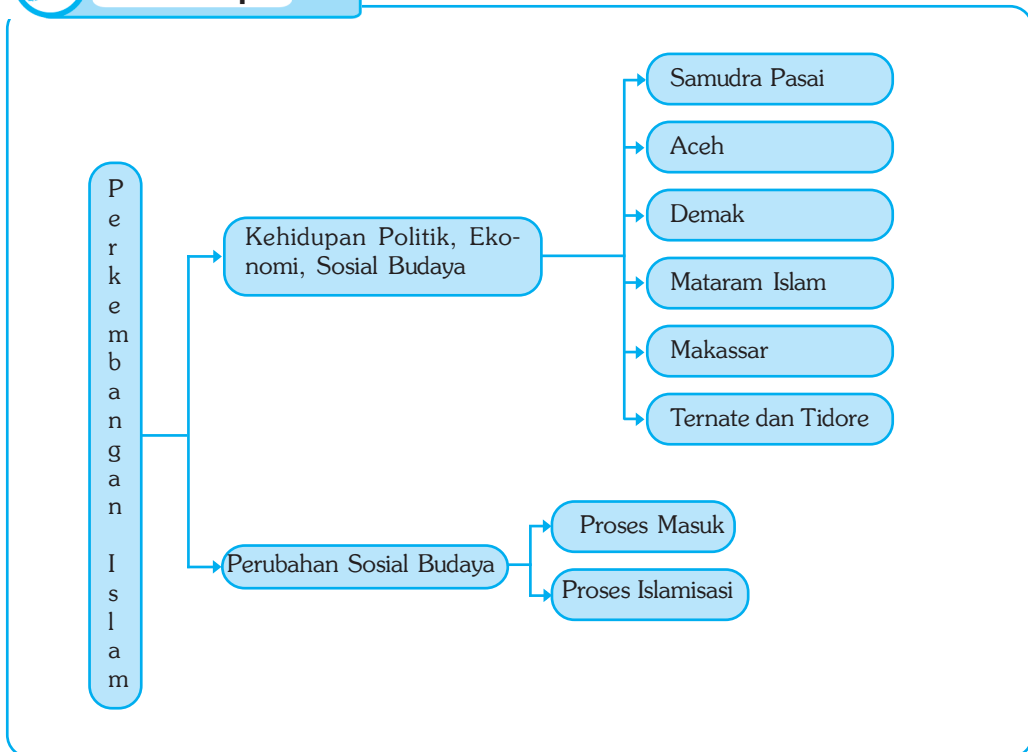 Perkembangan Islam
Kehidupan Politik, Eko-
nomi, Sosial Budaya
Samudra Pasai
Aceh
Demak
Mataram Islam
Makassar
Ternate dan Tidore
Perubahan Sosial Budaya
Proses Masuk
Proses Islamisasi